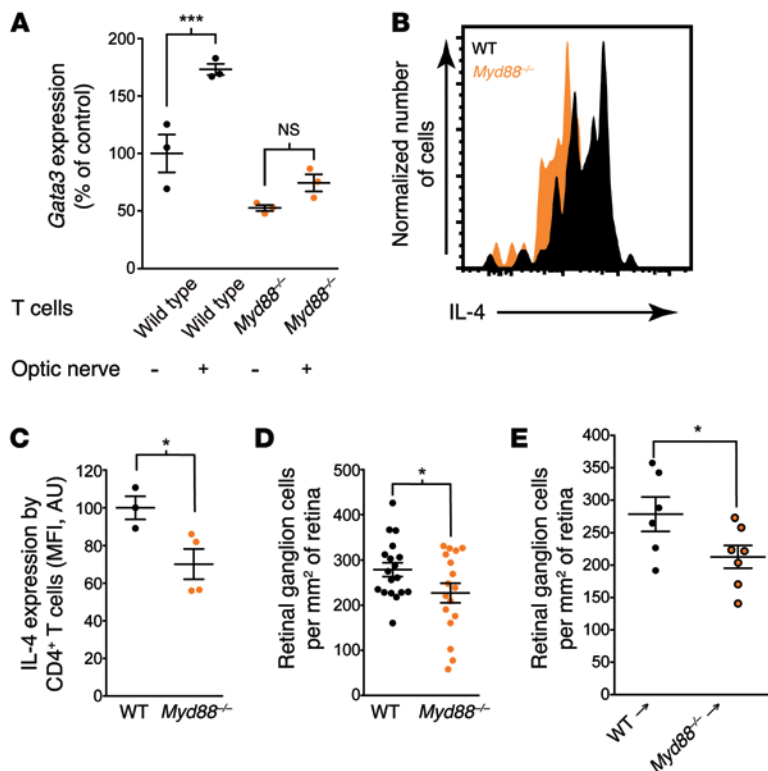 A
Gata3 expression
(% of control)
200
150
100
50
0
***
NS
T cells
Wild type
Wild type
Myd88–/–
Myd88–/–
Optic nerve
-
+
-
+
B
WT
Myd88–/–
Normalized number
of cells
IL-4
C
IL-4 expression by
CD4+ T cells (MFI, AU)
120
100
80
60
40
20
0
*
WT
Myd88–/–
D
Retinal ganglion cells
per mm2 of retina
500
400
300
200
100
0
*
WT
Myd88–/–
E
Retinal ganglion cells
per mm2 of retina
400
350
300
250
200
150
100
50
0
*
WT →
Myd88–/– →